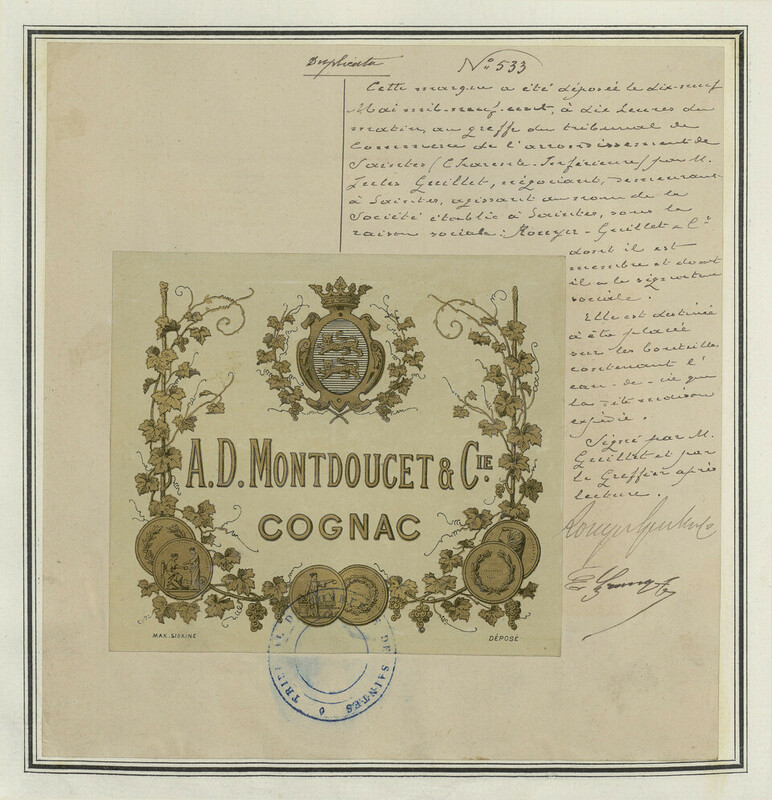 Duplicata
N° 533
Cette marque a été déposée le dix-neuf
Mai mil-neuf-cent, à dix heures du
matin, au greffe du tribunal de
Commerce de l'arrondissement de
Saintes (Charente-Inférieure) par M.
Jules Guillet, négociant, demeurant
à Saintes, agissant au nom de la
Société établie à Saintes, sous la
raison sociale: Rouyer-Guillet & Cie
dont il est
membre et dont
il a la signature
sociale.
Elle est destinée
à être placée
sur les bouteilles
contenant l'
eau-de-vie que
la dite maison
expédie.
Signé par M.
Guillet et par
le Greffier après
lecture.
Rouyer Guillet & Co
A.D. MONTDOUCET & CIE
COGNAC
MAX. SIOKINE
DÉPOSÉ
TRIBUNAL DE
DE SAINTES